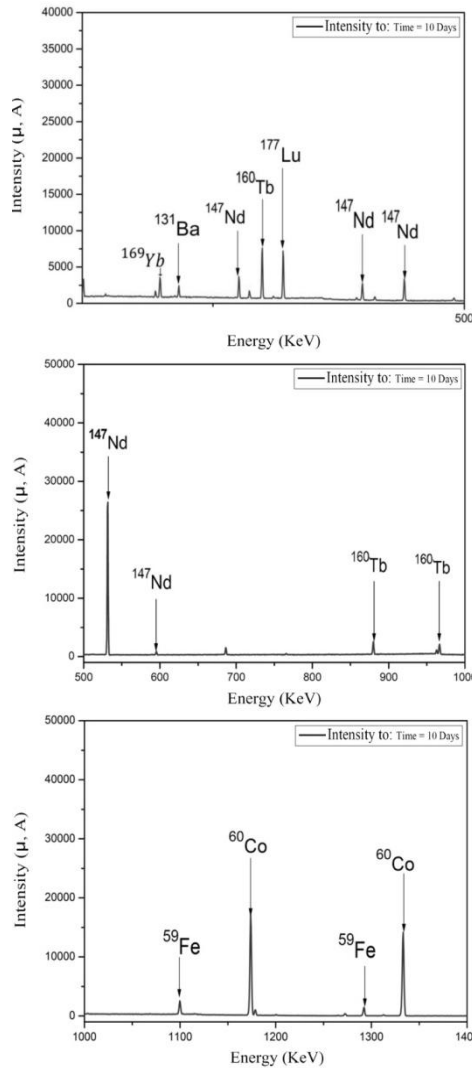 Intensity to: Time = 10 Days
40000
35000
30000
25000
20000
15000
10000
5000
0
Intensity (μ, A)
169Yb
131Ba
147Nd
160Tb
177Lu
147Nd
147Nd
500
Energy (KeV)
Intensity to: Time = 10 Days
50000
40000
30000
20000
10000
0
Intensity (μ, A)
147Nd
147Nd
160Tb
160Tb
500 600 700 800 900 1000
Energy (KeV)
Intensity to: Time = 10 Days
50000
40000
30000
20000
10000
0
Intensity (μ, A)
59Fe
60Co
59Fe
60Co
1000 1100 1200 1300 140
Energy (KeV)